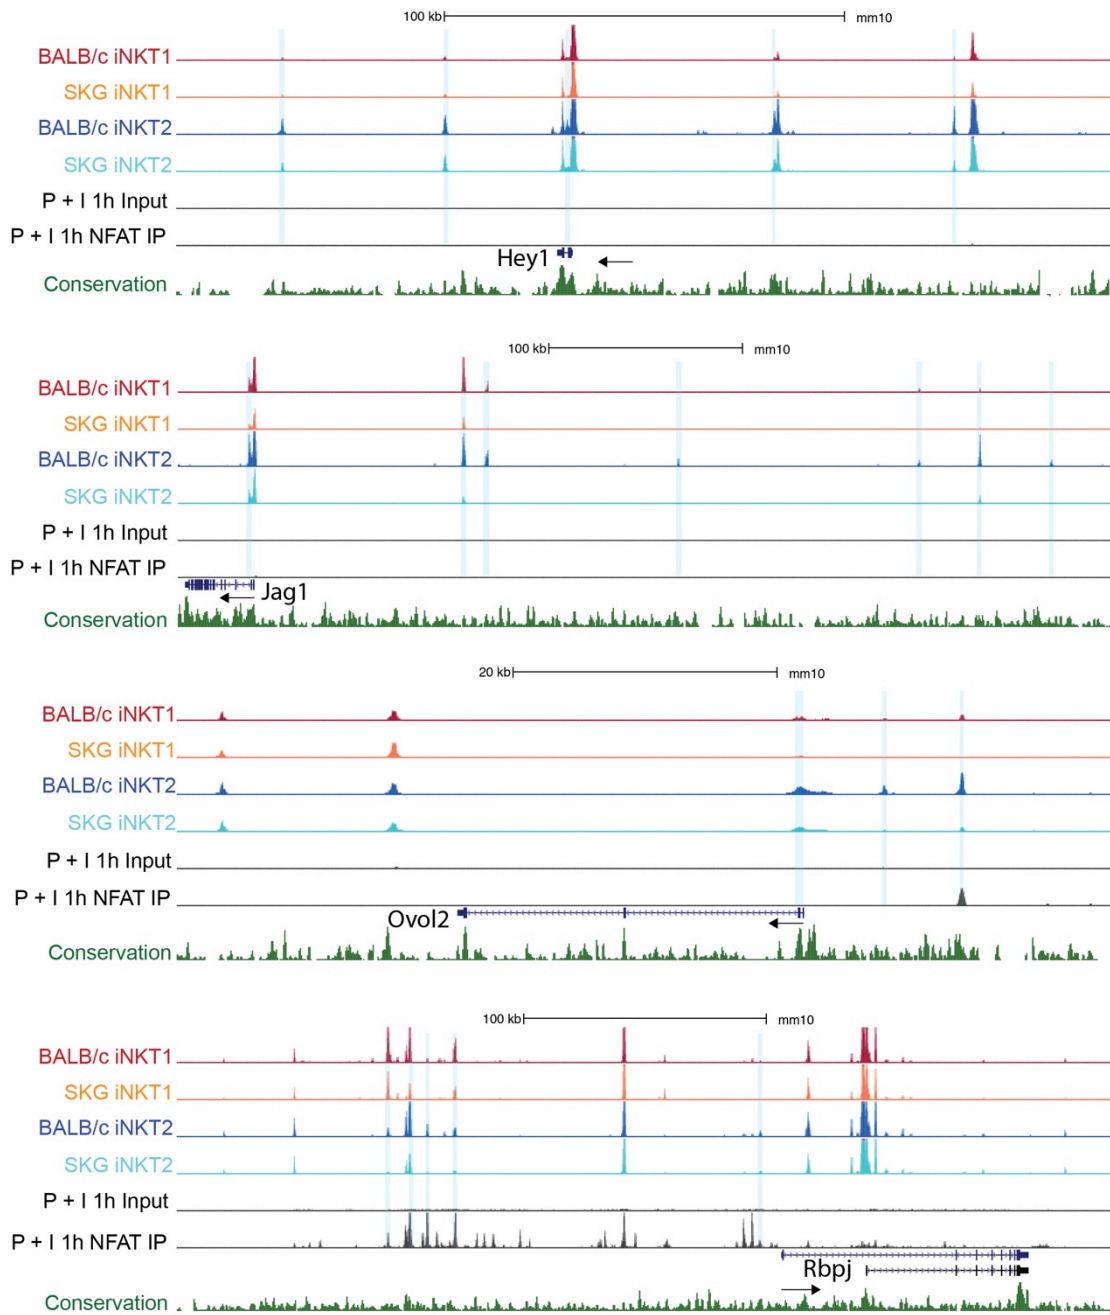 100 kb mm10
BALB/c iNKT1
SKG iNKT1
BALB/c iNKT2
SKG iNKT2
P + I 1h Input
P + I 1h NFAT IP
Hey1
Conservation
100 kb mm10
BALB/c iNKT1
SKG iNKT1
BALB/c iNKT2
SKG iNKT2
P + I 1h Input
P + I 1h NFAT IP
Jag1
Conservation
20 kb mm10
BALB/c iNKT1
SKG iNKT1
BALB/c iNKT2
SKG iNKT2
P + I 1h Input
P + I 1h NFAT IP
Ovol2
Conservation
100 kb mm10
BALB/c iNKT1
SKG iNKT1
BALB/c iNKT2
SKG iNKT2
P + I 1h Input
P + I 1h NFAT IP
Rbpj
Conservation